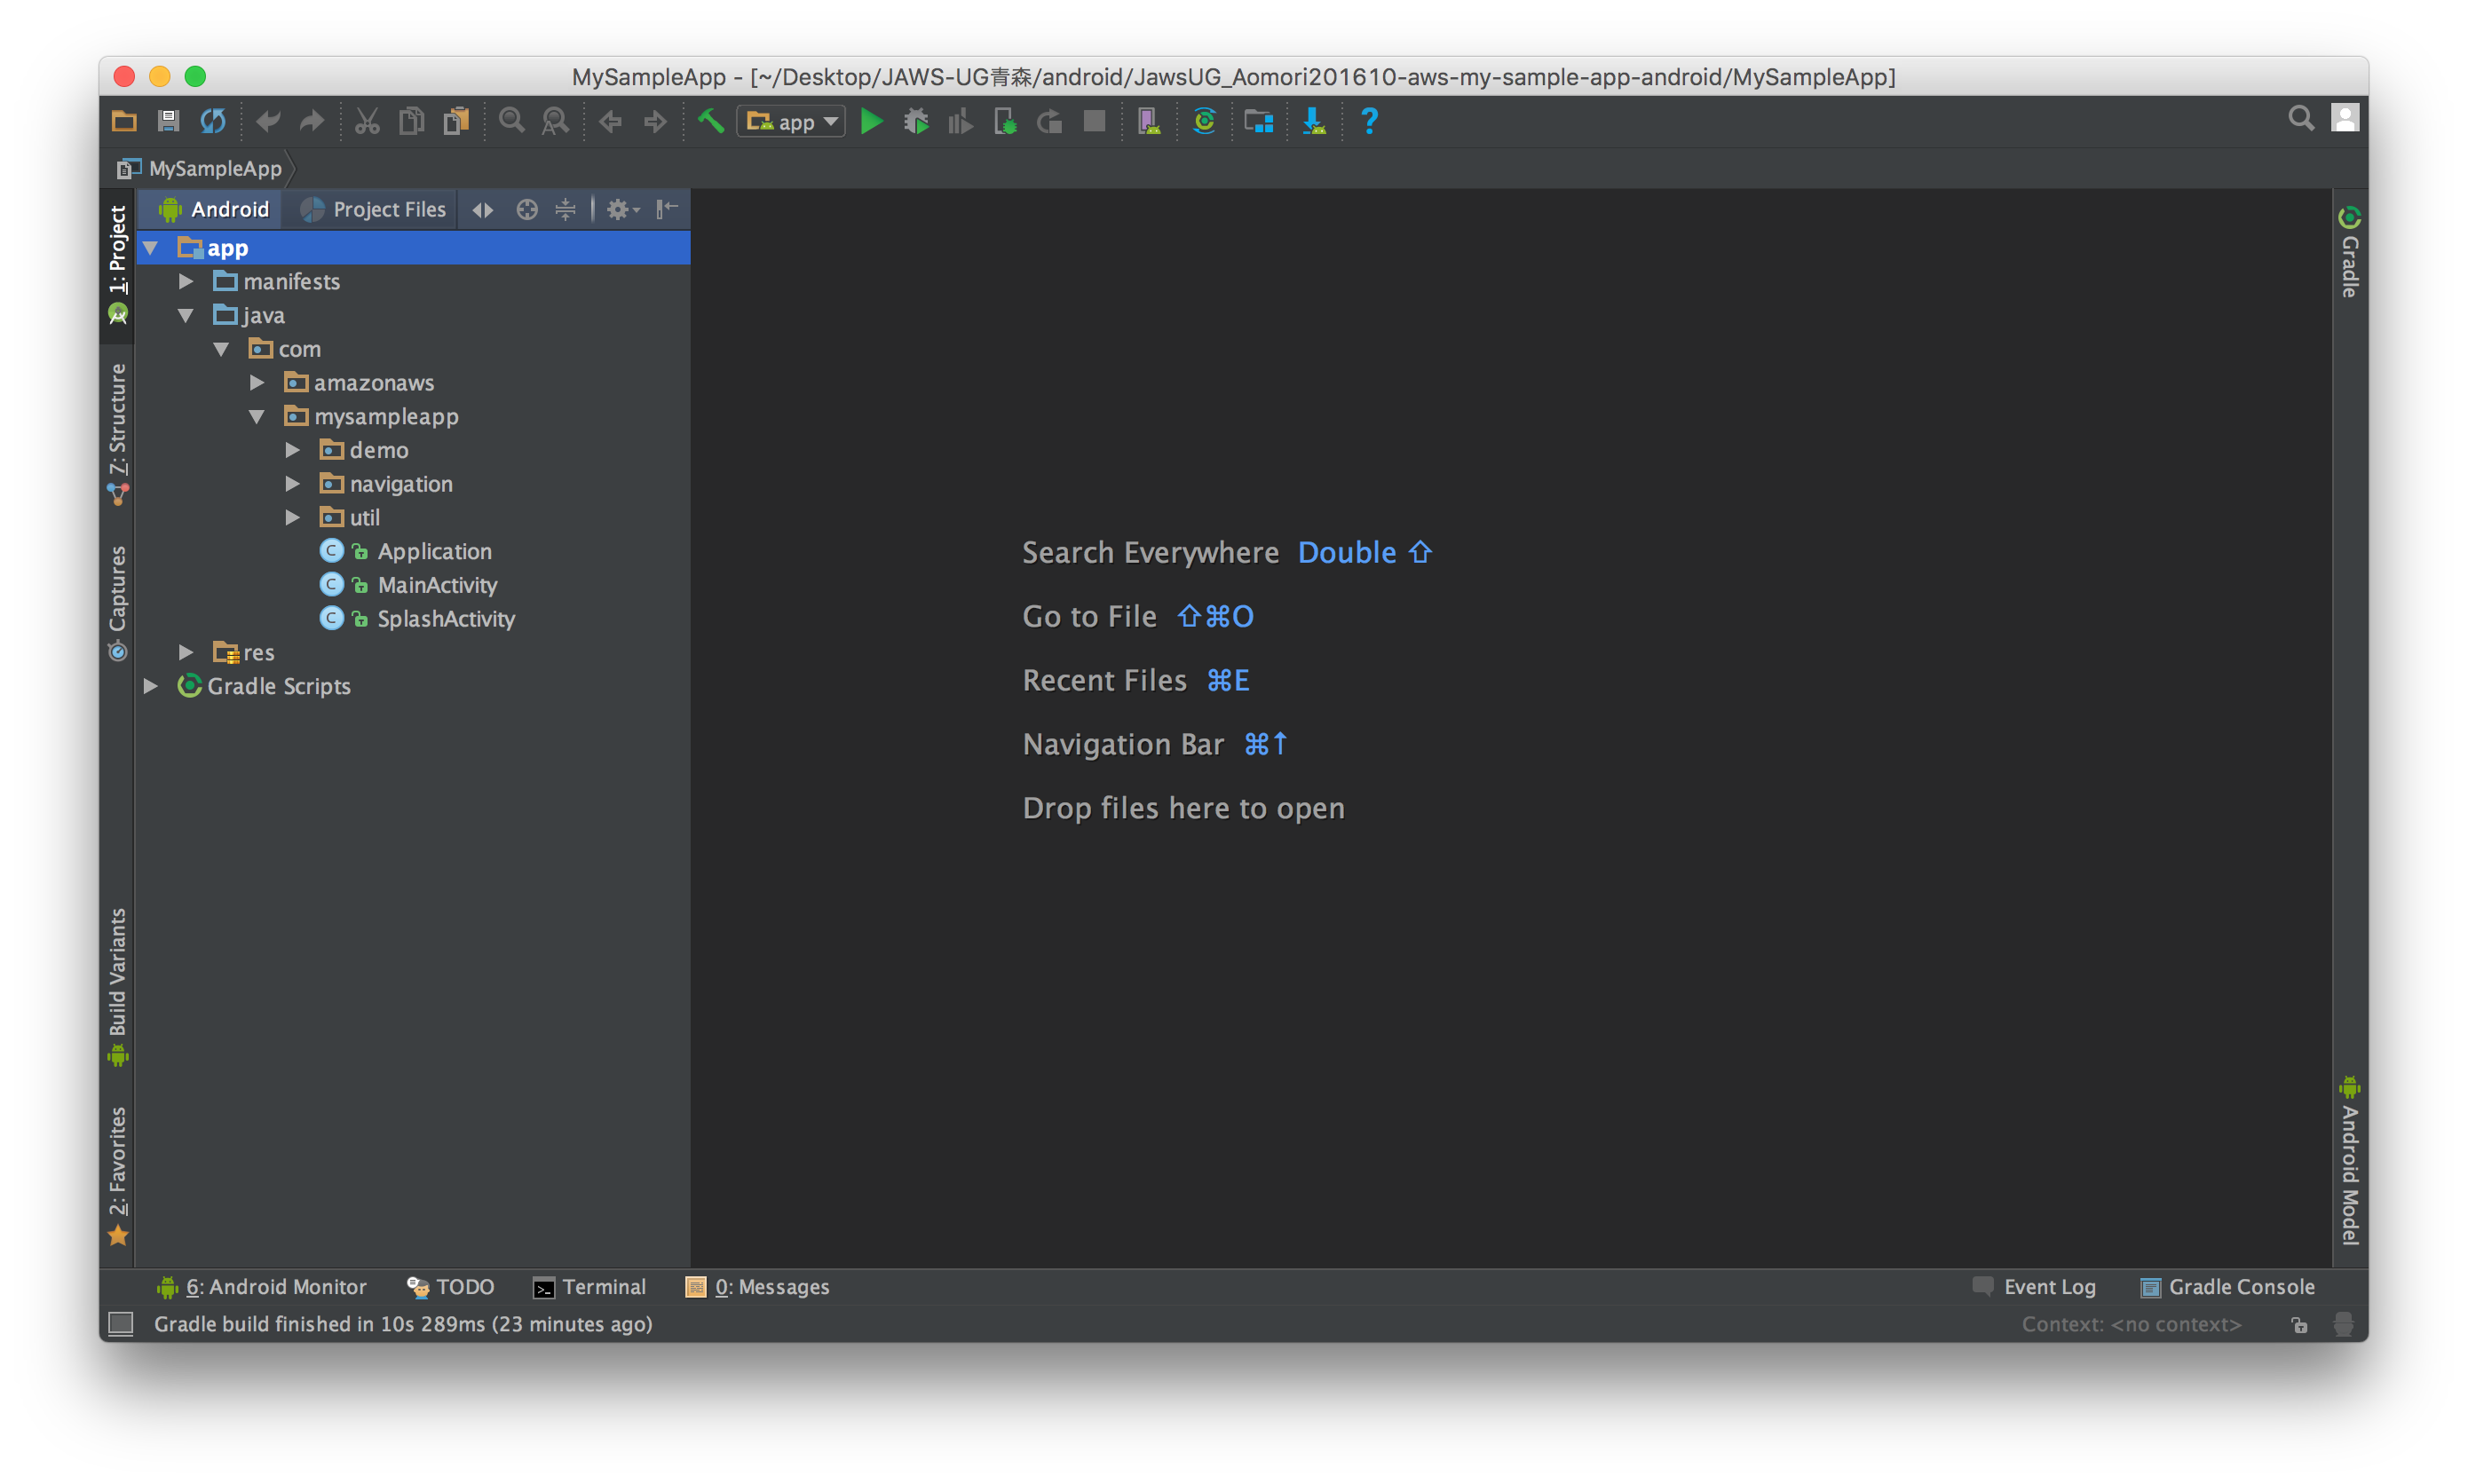 MySampleApp - [~/Desktop/JAWS-UG青森/android/JawsUG_Aomori201610-aws-my-sample-app-android/MySampleApp]
app
MySampleApp
Android Project Files
1: Project
7: Structure
Captures
Build Variants
2: Favorites
app
manifests
java
com
amazonaws
mysampleapp
demo
navigation
util
Application
MainActivity
SplashActivity
res
Gradle Scripts
Search Everywhere Double ⇧
Go to File ⇧⌘O
Recent Files ⌘E
Navigation Bar ⌘↑
Drop files here to open
Gradle
Android Model
6: Android Monitor TODO Terminal 0: Messages Event Log Gradle Console
Gradle build finished in 10s 289ms (23 minutes ago) Context: <no context>